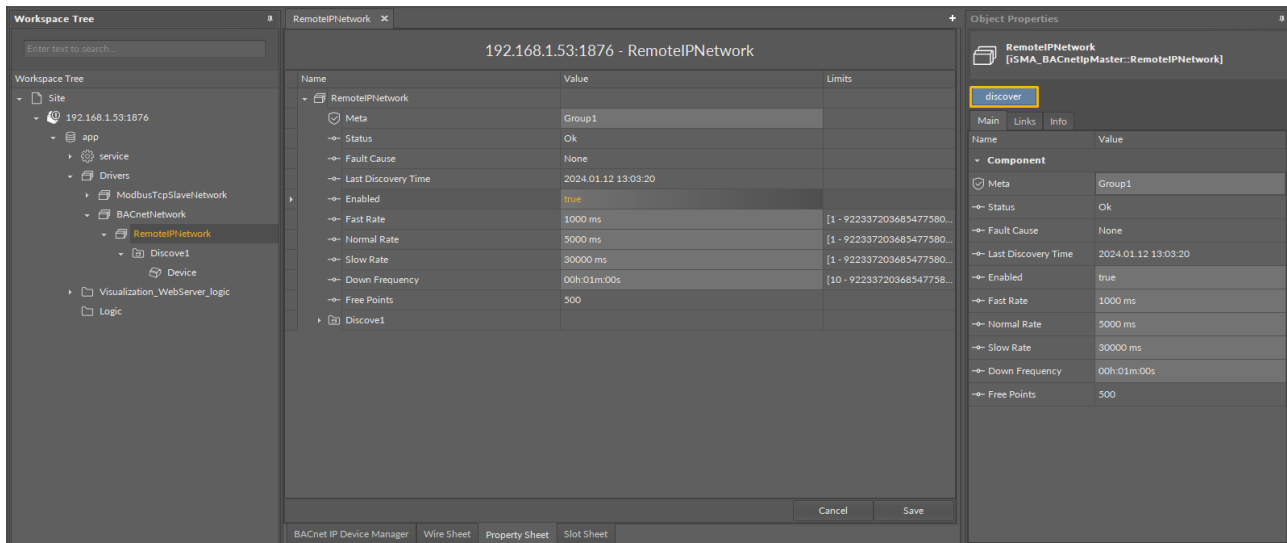 Workspace Tree
Enter text to search...
Workspace Tree
Site
192.168.1.53:1876
app
service
Drivers
ModbusTcpSlaveNetwork
BACnetNetwork
RemoteIPNetwork
Discove1
Device
Visualization_WebServer_logic
Logic
RemoteIPNetwork
192.168.1.53:1876 - RemoteIPNetwork
Name Value Limits
RemoteIPNetwork
Meta Group1
Status Ok
Fault Cause None
Last Discovery Time 2024.01.12 13:03:20
Enabled true
Fast Rate 1000 ms [1 - 922337203685477580...
Normal Rate 5000 ms [1 - 922337203685477580...
Slow Rate 30000 ms [1 - 922337203685477580...
Down Frequency 00h:01m:00s [10 - 92233720368547758...
Free Points 500
Discove1
Cancel Save
BACnet IP Device Manager Wire Sheet Property Sheet Slot Sheet
Object Properties
RemoteIPNetwork
[iSMA_BACnetIpMaster::RemoteIPNetwork]
discover
Main Links Info
Name Value
Component
Meta Group1
Status Ok
Fault Cause None
Last Discovery Time 2024.01.12 13:03:20
Enabled true
Fast Rate 1000 ms
Normal Rate 5000 ms
Slow Rate 30000 ms
Down Frequency 00h:01m:00s
Free Points 500